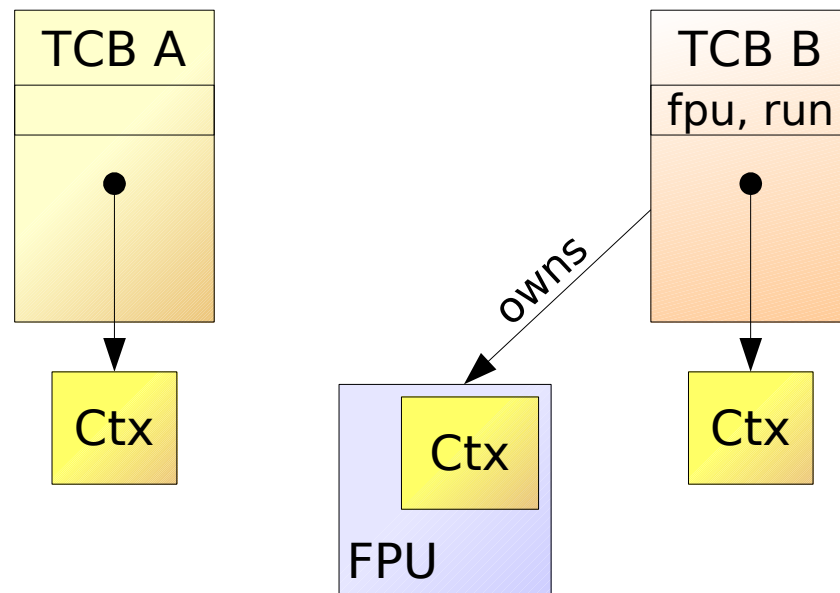 TCB A
TCB B
fpu, run
owns
Ctx
Ctx
Ctx
FPU